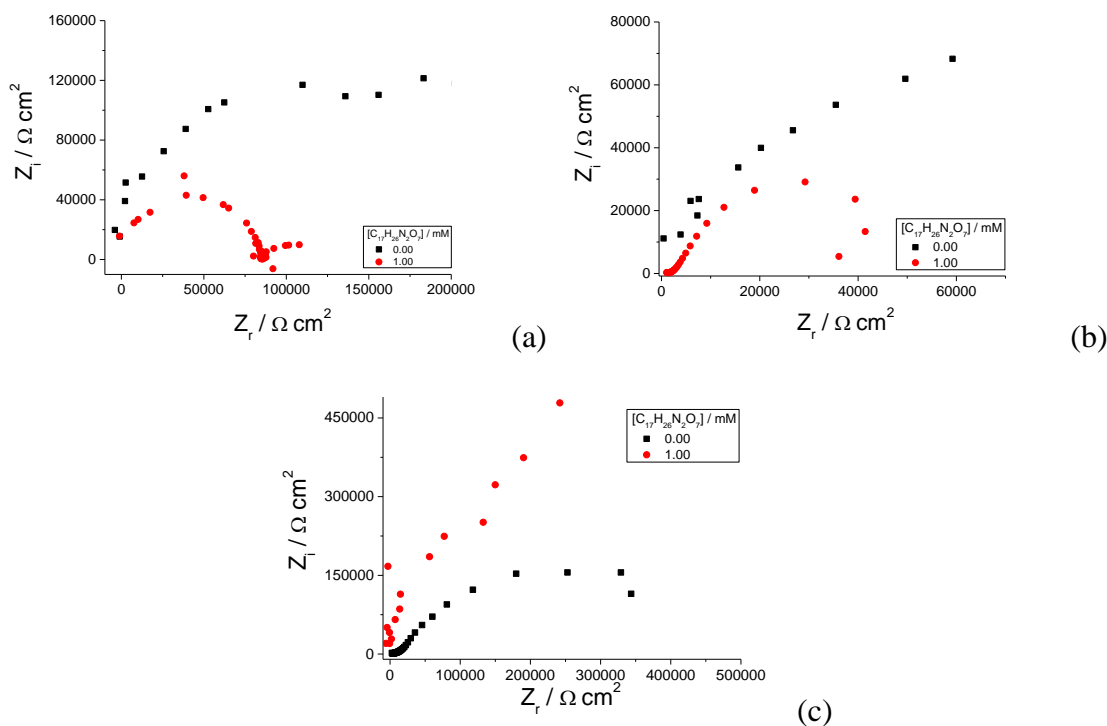 160000
120000
80000
40000
0
Z_i / Ω cm²
0 50000 100000 150000 200000
Z_r / Ω cm²
[C₁₇H₂₆N₂O₇] / mM
0.00
1.00
(a)
80000
60000
40000
20000
0
Z_i / Ω cm²
0 20000 40000 60000
Z_r / Ω cm²
[C₁₇H₂₆N₂O₇] / mM
0.00
1.00
(b)
450000
300000
150000
0
Z_i / Ω cm²
0 100000 200000 300000 400000 500000
Z_r / Ω cm²
[C₁₇H₂₆N₂O₇] / mM
0.00
1.00
(c)